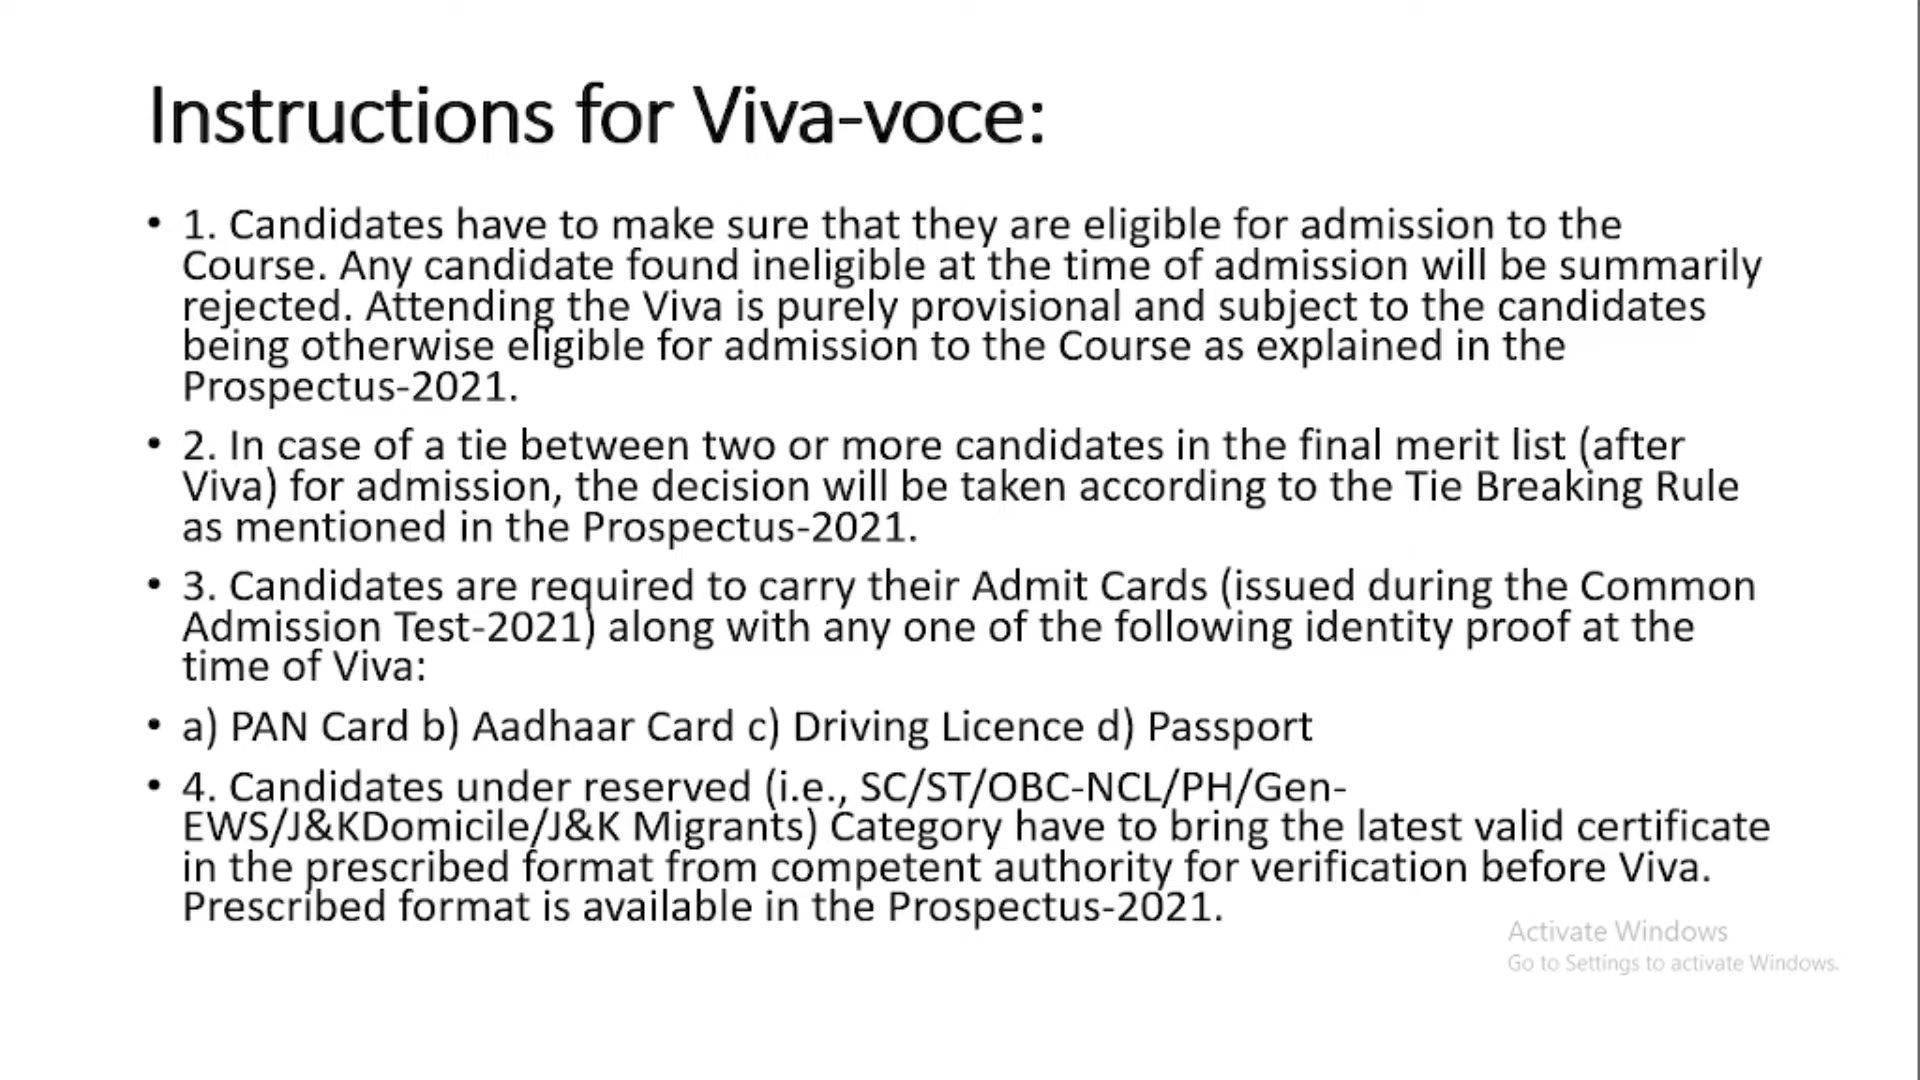 Instructions for Viva-voce:
• 1. Candidates have to make sure that they are eligible for admission to the
Course. Any candidate found ineligible at the time of admission will be summarily
rejected. Attending the Viva is purely provisional and subject to the candidates
being otherwise eligible for admission to the Course as explained in the
Prospectus-2021.
• 2. In case of a tie between two or more candidates in the final merit list (after
Viva) for admission, the decision will be taken according to the Tie Breaking Rule
as mentioned in the Prospectus-2021.
• 3. Candidates are required to carry their Admit Cards (issued during the Common
Admission Test-2021) along with any one of the following identity proof at the
time of Viva:
• a) PAN Card b) Aadhaar Card c) Driving Licence d) Passport
• 4. Candidates under reserved (i.e., SC/ST/OBC-NCL/PH/Gen-
EWS/J&KDomicile/J&K Migrants) Category have to bring the latest valid certificate
in the prescribed format from competent authority for verification before Viva.
Prescribed format is available in the Prospectus-2021.
Activate Windows
Go to Settings to activate Windows.